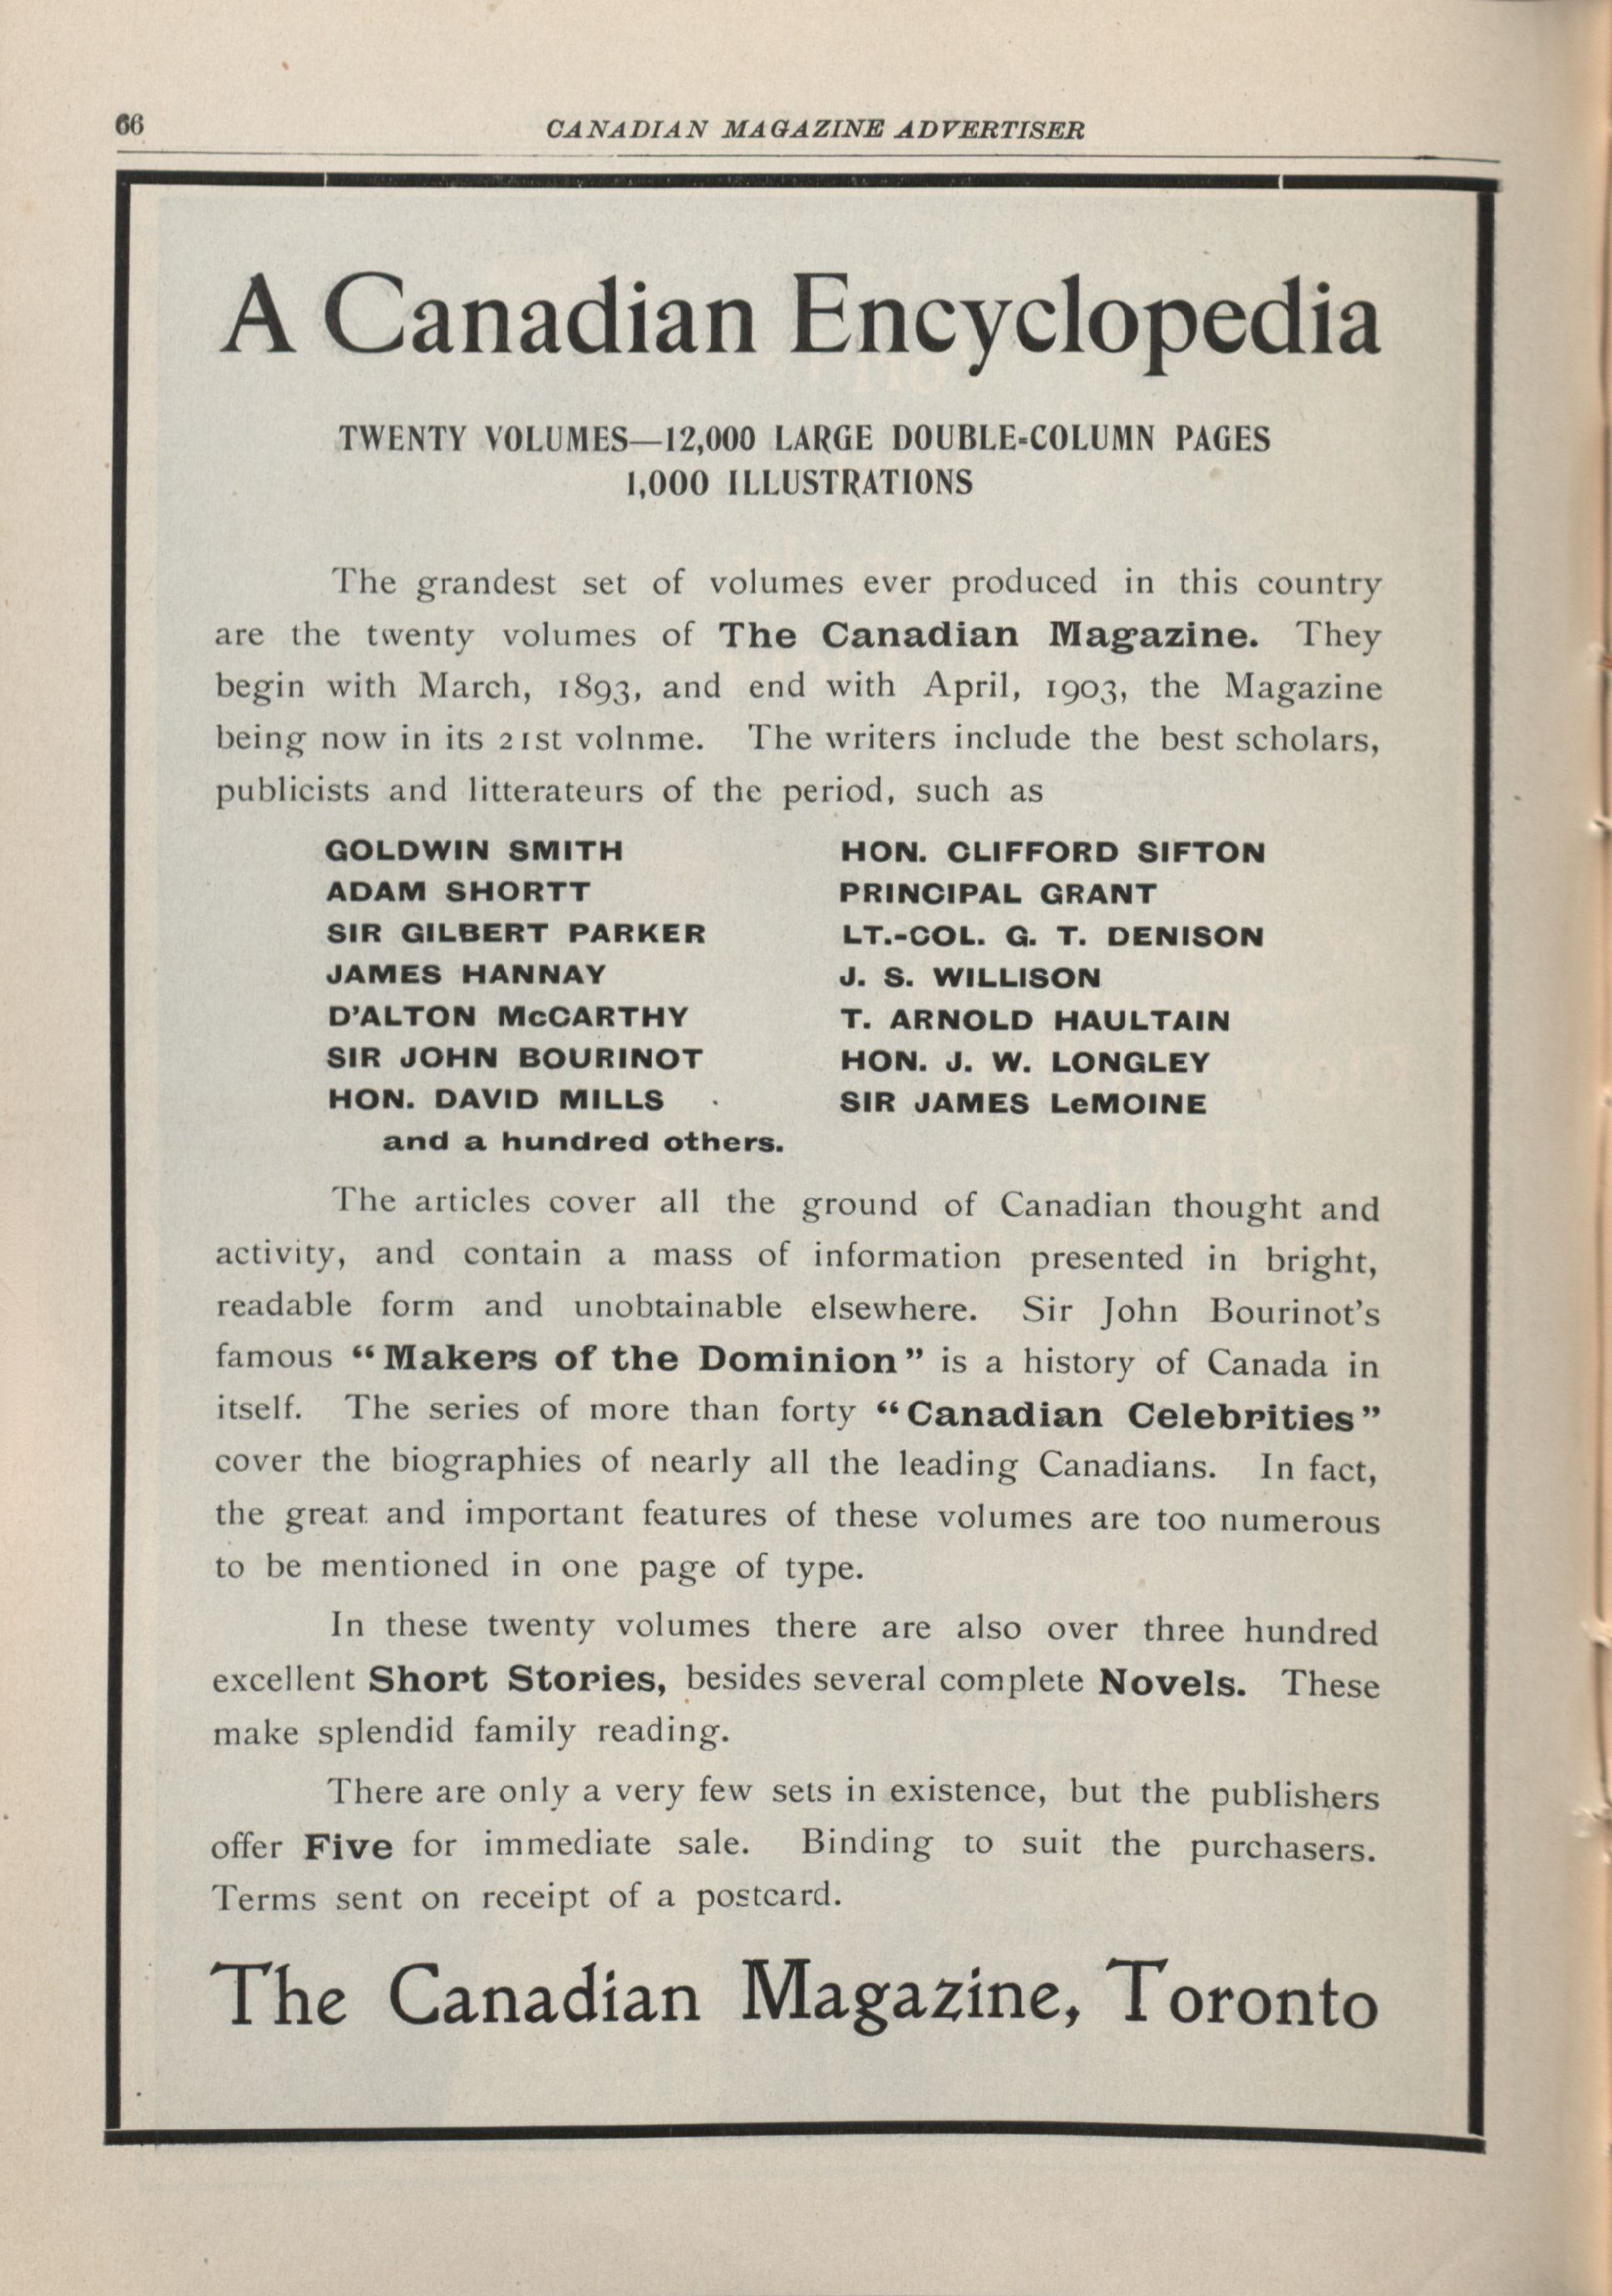 66
CANADIAN MAGAZINE ADVERTISER
A Canadian Encyclopedia
TWENTY VOLUMES—12,000 LARGE DOUBLE-COLUMN PAGES
1,000 ILLUSTRATIONS
The grandest set of volumes ever produced in this country
are the twenty volumes of The Canadian Magazine. They
begin with March, 1893, and end with April, 1903, the Magazine
being now in its 21st volnme. The writers include the best scholars,
publicists and litterateurs of the period, such as
GOLDWIN SMITH
ADAM SHORTT
SIR GILBERT PARKER
JAMES HANNAY
D'ALTON McCARTHY
SIR JOHN BOURINOT
HON. DAVID MILLS
and a hundred others.
HON. CLIFFORD SIFTON
PRINCIPAL GRANT
LT.-COL. G. T. DENISON
J. S. WILLISON
T. ARNOLD HAULTAIN
HON. J. W. LONGLEY
SIR JAMES LeMOINE
The articles cover all the ground of Canadian thought and
activity, and contain a mass of information presented in bright,
readable form and unobtainable elsewhere. Sir John Bourinot's
famous “Makers of the Dominion” is a history of Canada in
itself. The series of more than forty “Canadian Celebrities”
cover the biographies of nearly all the leading Canadians. In fact,
the great and important features of these volumes are too numerous
to be mentioned in one page of type.
In these twenty volumes there are also over three hundred
excellent Short Stories, besides several complete Novels. These
make splendid family reading.
There are only a very few sets in existence, but the publishers
offer Five for immediate sale. Binding to suit the purchasers.
Terms sent on receipt of a postcard.
The Canadian Magazine, Toronto